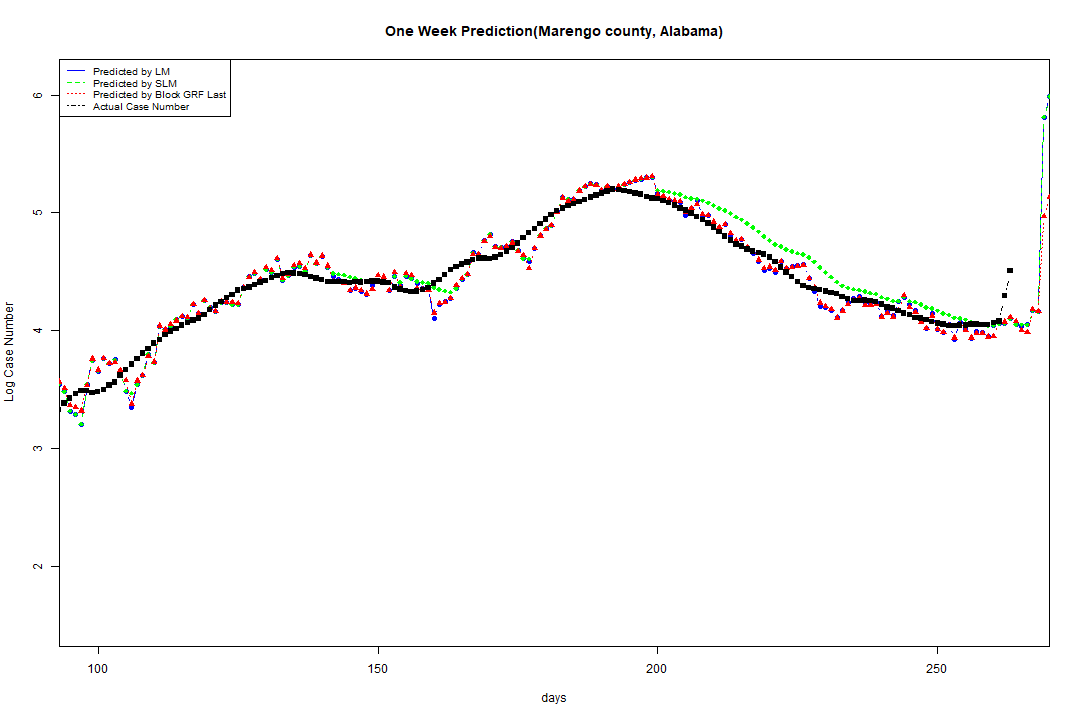 One Week Prediction(Marengo county, Alabama)
Predicted by LM
Predicted by SLM
Predicted by Block GRF Last
Actual Case Number
Log Case Number
6
5
4
3
2
100 150 200 250
days